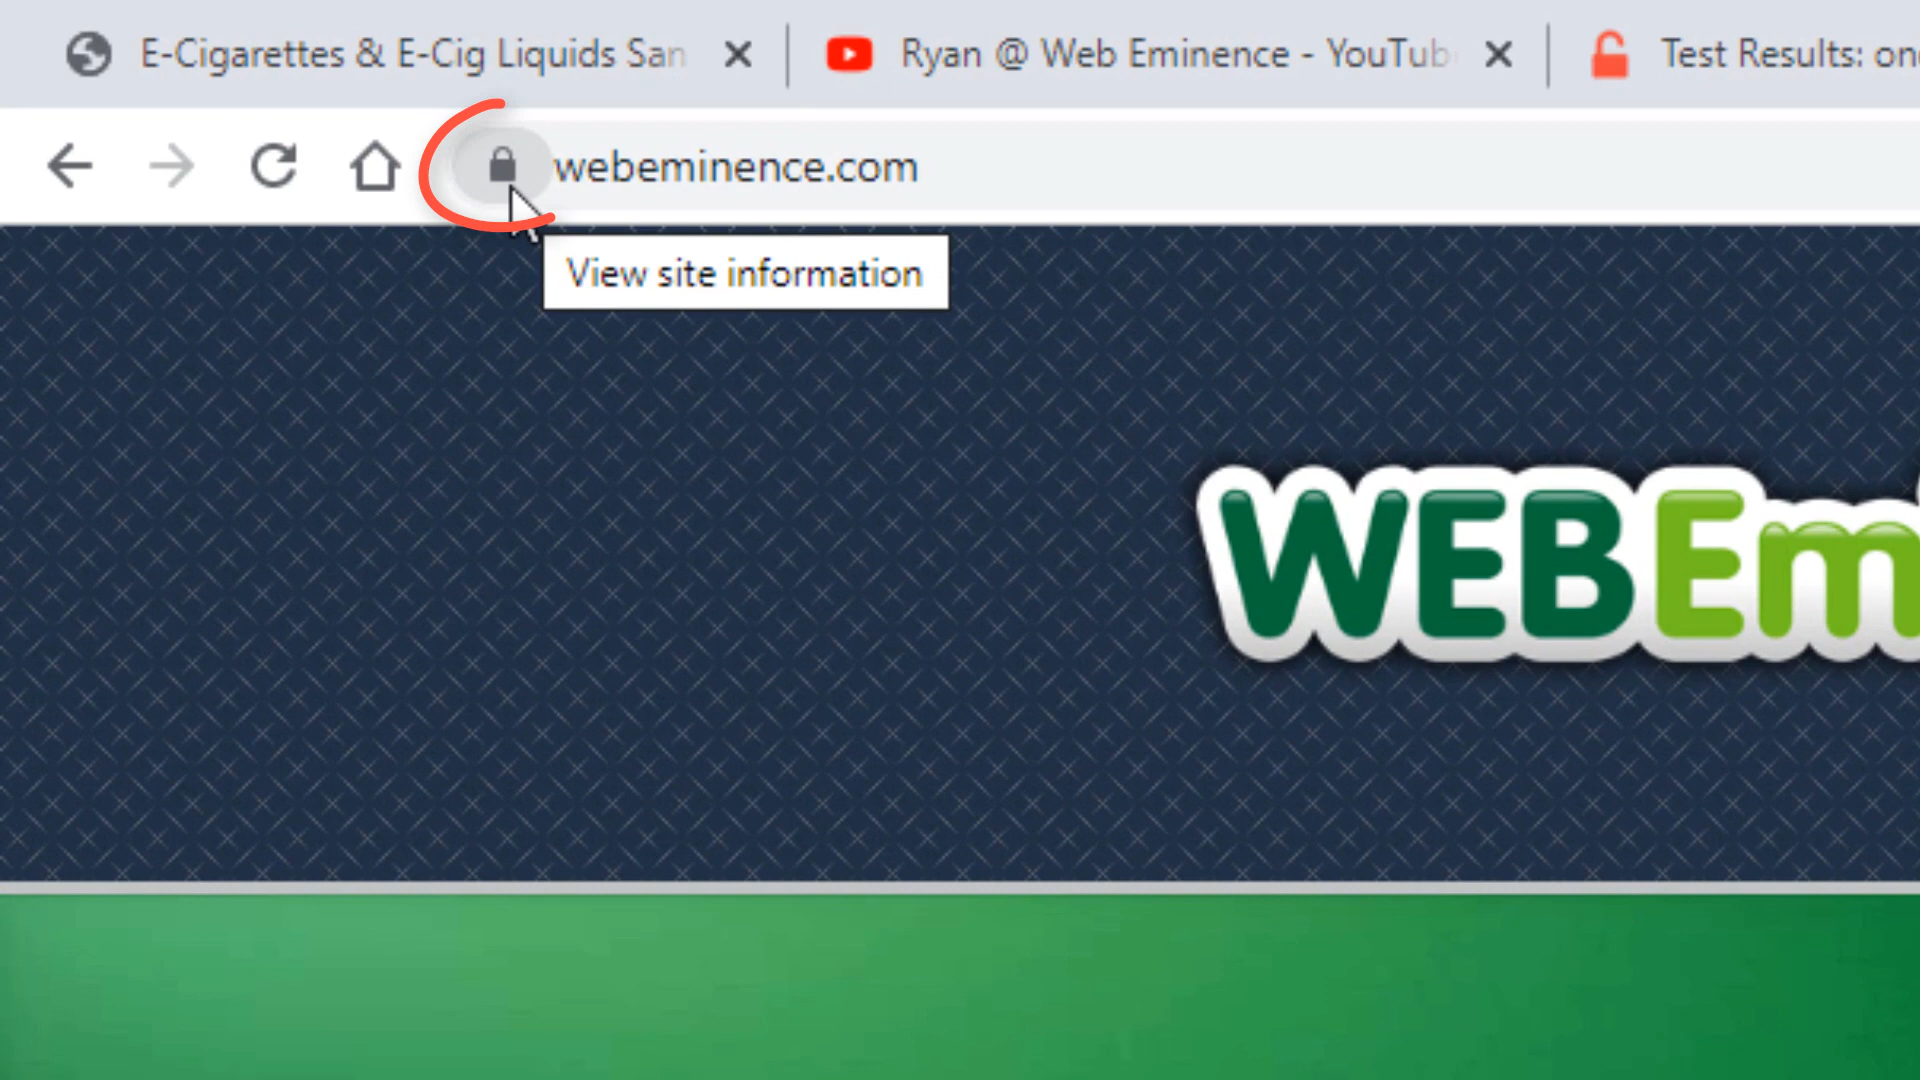 E-Cigarettes & E-Cig Liquids San
Ryan @ Web Eminence - YouTub
Test Results: on
webeminence.com
View site information
WEBEm